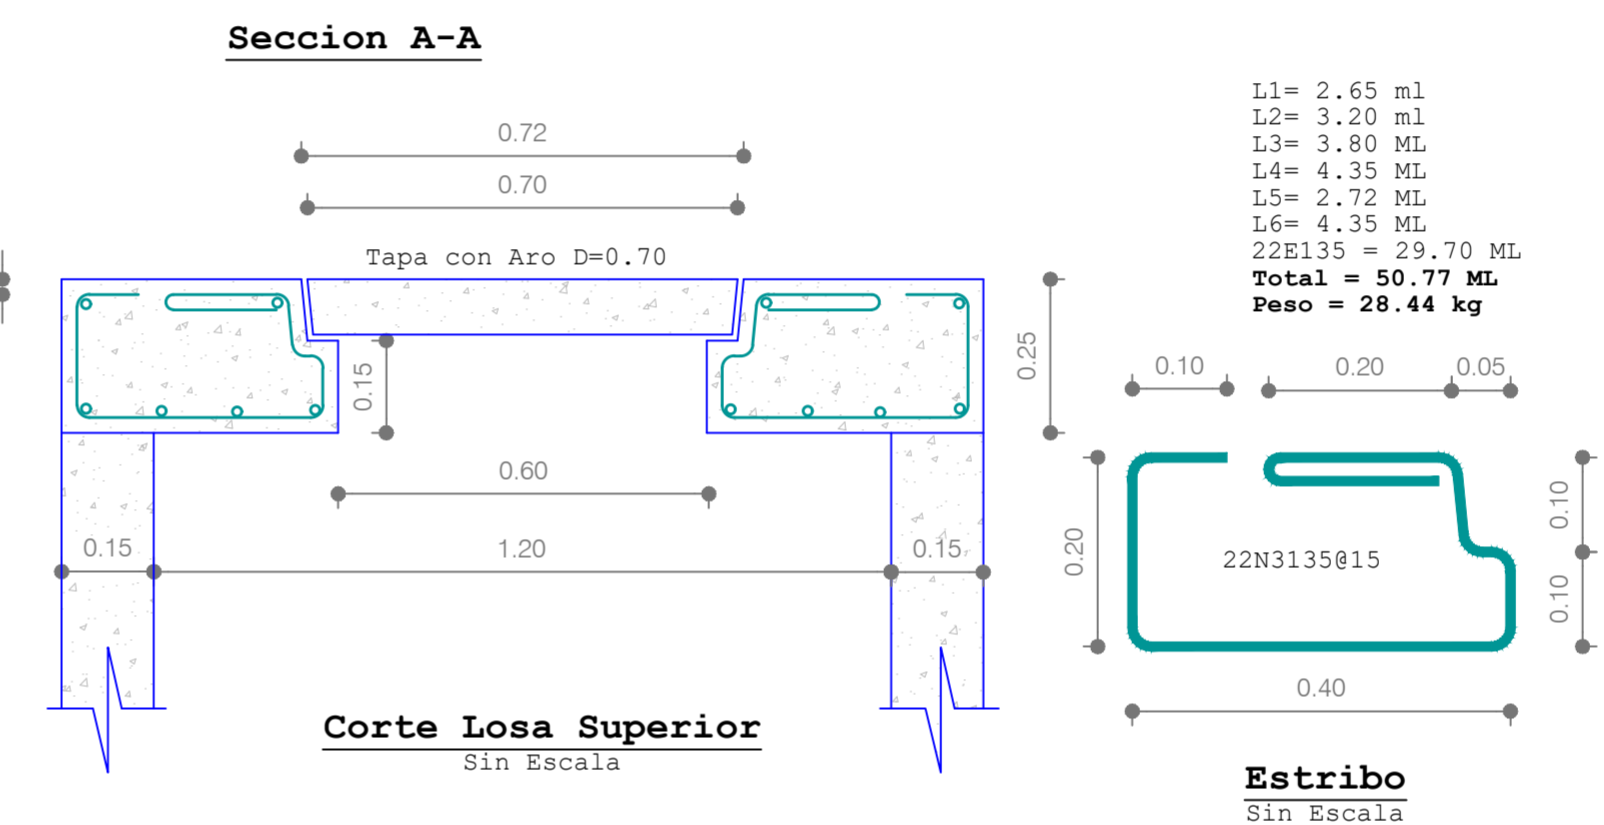 Seccion A-A
L1= 2.65 ml
L2= 3.20 ml
L3= 3.80 ML
L4= 4.35 ML
L5= 2.72 ML
L6= 4.35 ML
22E135 = 29.70 ML
Total = 50.77 ML
Peso = 28.44 kg
0.72
0.70
Tapa con Aro D=0.70
0.15
0.25
0.60
0.15
1.20
0.15
Corte Losa Superior
Sin Escala
0.10
0.20
0.05
0.20
22N3135@15
0.10
0.10
0.40
Estribo
Sin Escala